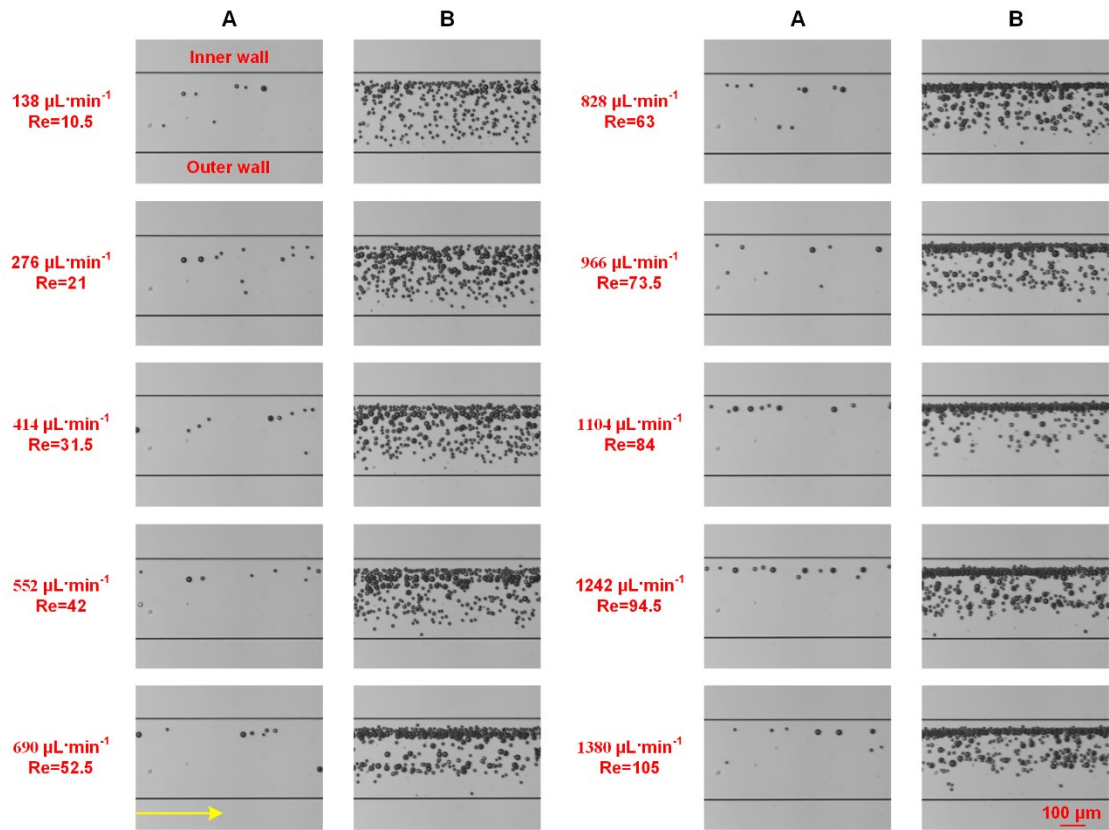 A B A B
Inner wall
138 µL·min⁻¹
Re=10.5
Outer wall
828 µL·min⁻¹
Re=63
276 µL·min⁻¹
Re=21
966 µL·min⁻¹
Re=73.5
414 µL·min⁻¹
Re=31.5
1104 µL·min⁻¹
Re=84
552 µL·min⁻¹
Re=42
1242 µL·min⁻¹
Re=94.5
690 µL·min⁻¹
Re=52.5
1380 µL·min⁻¹
Re=105
100 µm